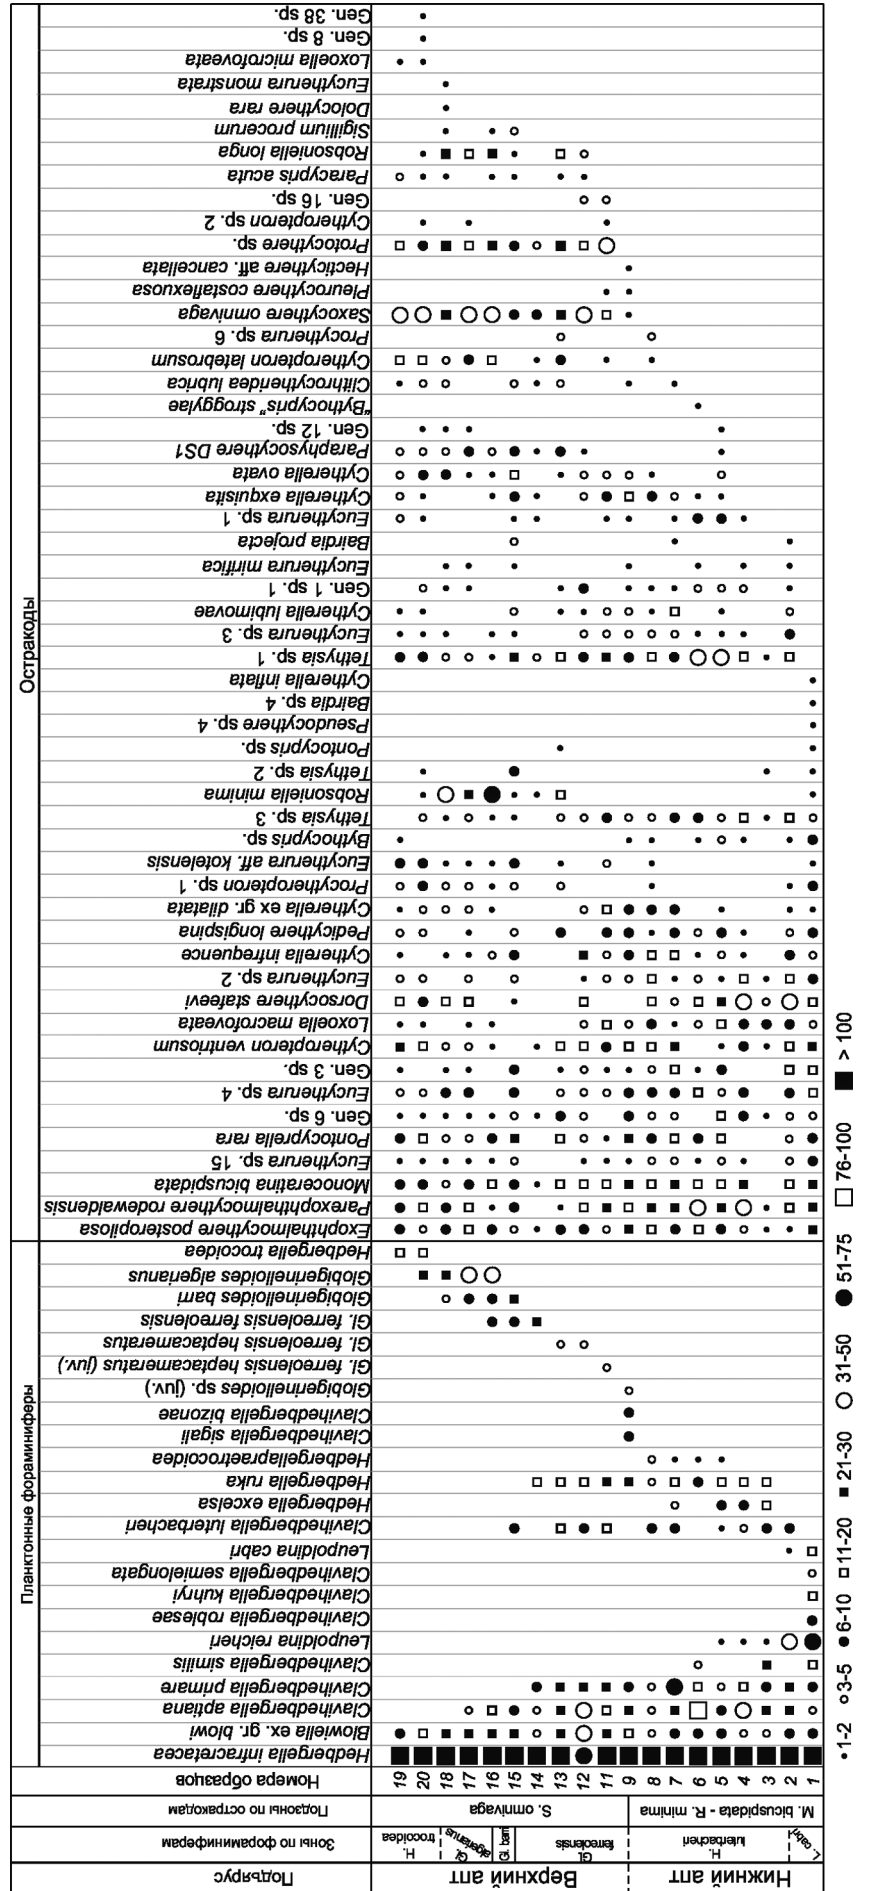 Остракоды
Gen. 38 sp.
Gen. 8 sp.
Loxoella microfoveata
Eucytherura monstrata
Dolocythere rara
Sigillium procerum
Robsoniella longa
Paracypris acuta
Gen. 16 sp.
Cytheropteron sp. 2
Protocythere sp.
Hecticythere aff. cancellata
Pleurocythere costaflexuosa
Saxocythere omnivaga
Procytherura sp. 6
Cytheropteron latebrosum
Clithrocytheridea lubrica
"Bythocypris" stroggylae
Gen. 12 sp.
Paraphysocythere DS1
Cytherella ovata
Cytherella exquisita
Eucytherura sp. 1
Bairdia projecta
Eucytherura mirifica
Gen. 1 sp. 1
Cytherella lubimovae
Eucytherura sp. 3
Tethysia sp. 1
Cytherella inflata
Bairdia sp. 4
Pseudocythere sp. 4
Pontocypris sp.
Tethysia sp. 2
Robsoniella minima
Tethysia sp. 3
Bythocypris sp.
Eucytherura aff. kotelensis
Procytheropteron sp. 1
Cytherella ex gr. dilatata
Pedicythere longispina
Cytherella infrequence
Eucytherura sp. 2
Dorsocythere stafeevi
Loxoella macrofoveata
Cytheropteron ventriosum
Gen. 3 sp.
Eucytherura sp. 4
Gen. 6 sp.
Pontocyprella rara
Eucytherura sp. 15
Monoceratina bicuspidata
Parexophthalmocythere rodewaldensis
Exophthalmocythere posteropilosa
Планктонные фораминиферы
Hedbergella trocoidea
Globigerinelloides algerianus
Globigerinelloides barri
Gl. ferreolensis ferreolensis
Gl. ferreolensis heptacameratus
Gl. ferreolensis heptacameratus (juv.)
Globigerinelloides sp. (juv.)
Clavihedbergella bizonae
Clavihedbergella sigali
Hedbergellapraetrocoidea
Hedbergella ruka
Hedbergella excelsa
Clavihedbergella luterbacheri
Leupoldina cabri
Clavihedbergella semielongata
Clavihedbergella kuhryi
Clavihedbergella roblesae
Leupoldina reicheri
Clavihedbergella similis
Clavihedbergella primare
Clavihedbergella aptiana
Blowiella ex. gr. blowi
Hedbergella infracretacea
Номера образцов
19 20 18 17 16 15 14 13 12 11 9 8 7 6 5 4 3 2 1
Подзоны по остракодам
S. omnivaga
M. bicuspidata - R. minima
Зоны по фораминиферам
H. trocoidea
Gl. algerianus
Gl. barri
Gl. ferreolensis
H. luterbacheri
L. cabri
Подъярус
Верхний апт
Нижний апт
1-2 3-5 6-10 11-20 21-30 31-50 51-75 76-100 > 100